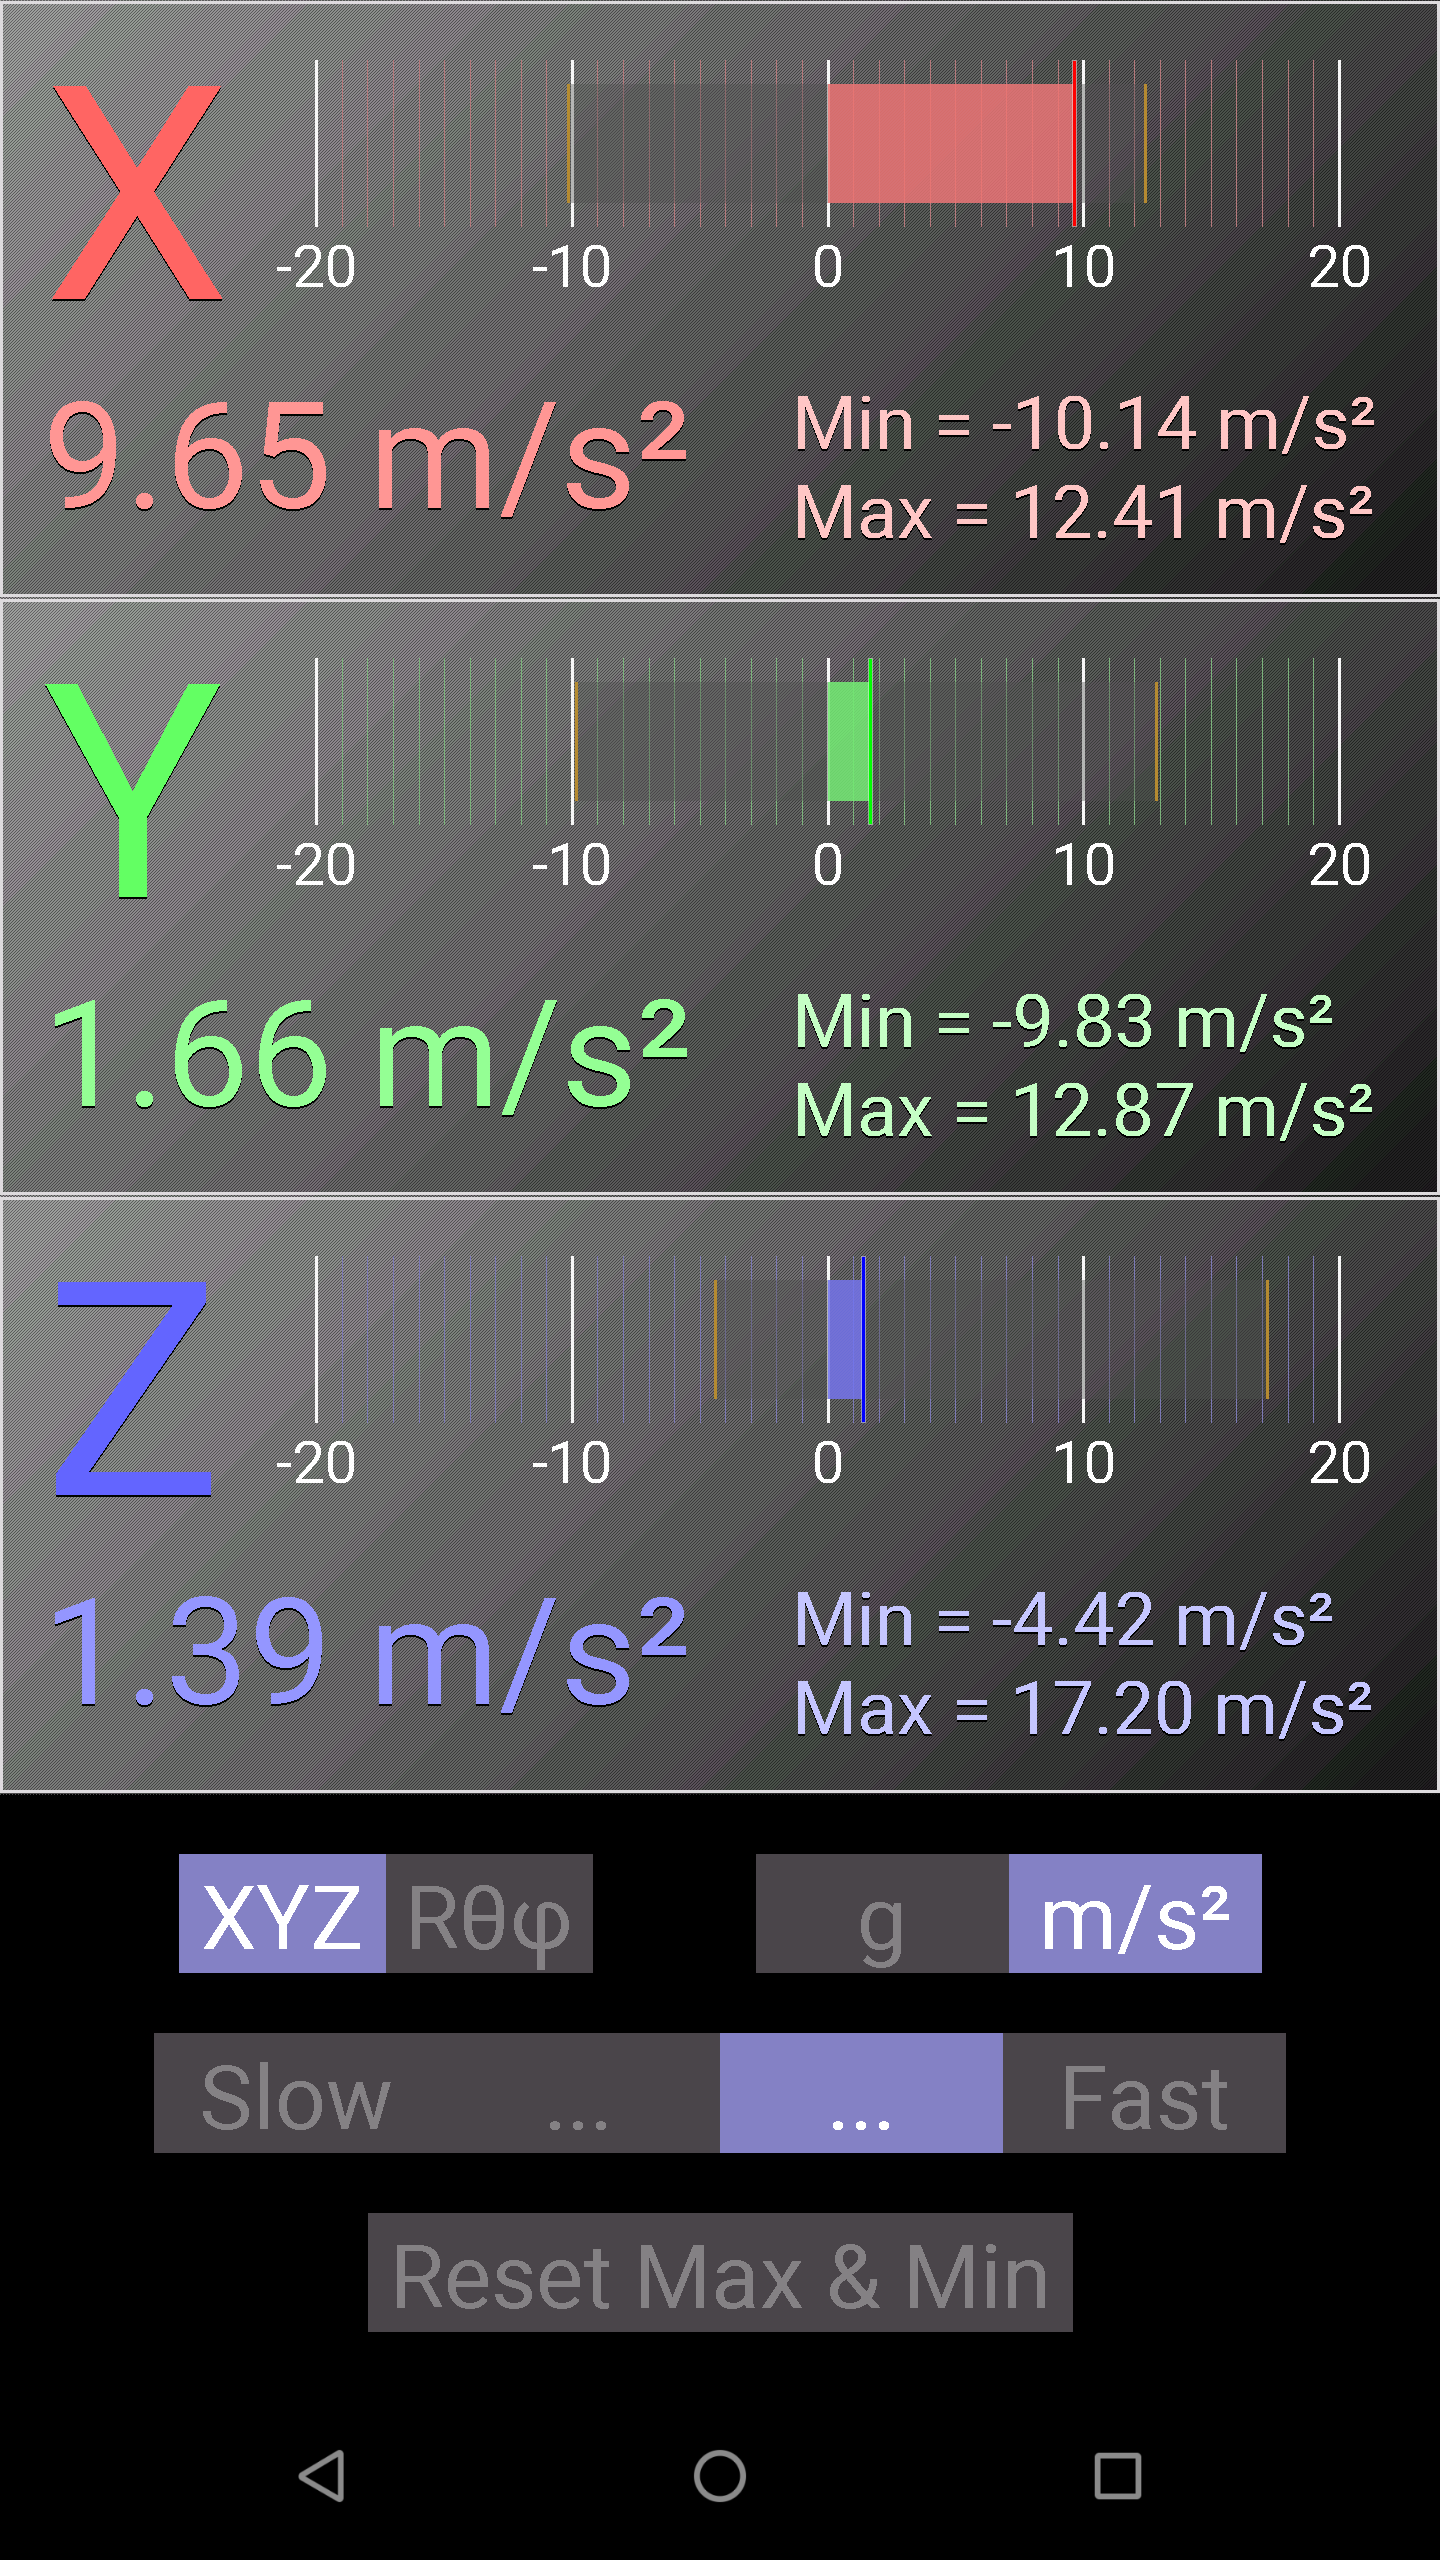 X
-20 -10 0 10 20
9.65 m/s²
Min = -10.14 m/s²
Max = 12.41 m/s²
Y
-20 -10 0 10 20
1.66 m/s²
Min = -9.83 m/s²
Max = 12.87 m/s²
Z
-20 -10 0 10 20
1.39 m/s²
Min = -4.42 m/s²
Max = 17.20 m/s²
XYZ Rθφ g m/s²
Slow ... ... Fast
Reset Max & Min